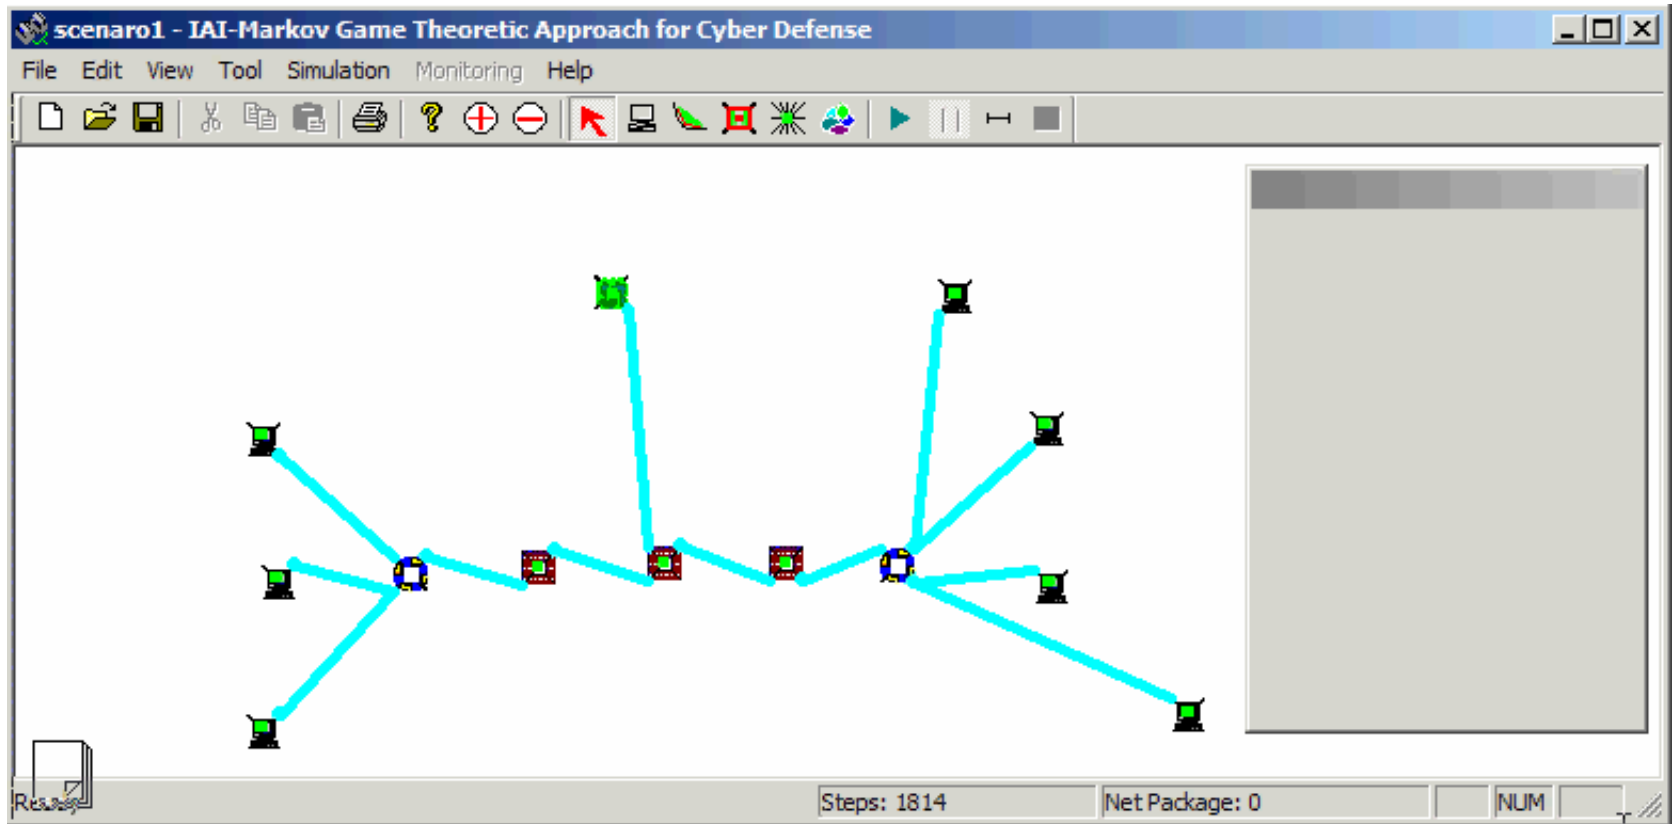 scenaro1 - IAI-Markov Game Theoretic Approach for Cyber Defense
File Edit View Tool Simulation Monitoring Help
Steps: 1814 Net Package: 0 NUM